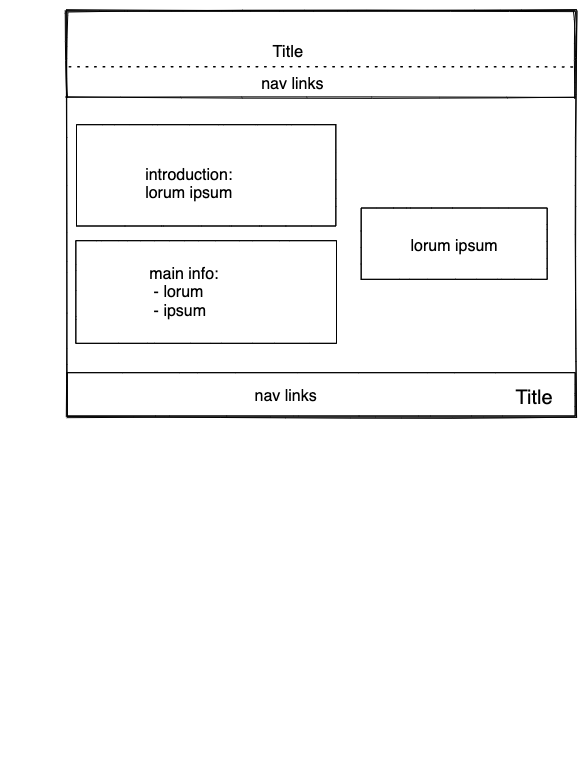 Title
nav links
introduction:
lorum ipsum
main info:
- lorum
- ipsum
lorum ipsum
nav links
Title